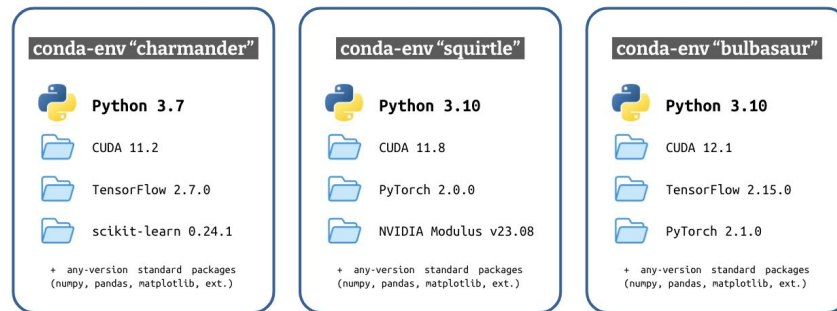 conda-env “charmander”
Python 3.7
CUDA 11.2
TensorFlow 2.7.0
scikit-learn 0.24.1
+ any-version standard packages
(numpy, pandas, matplotlib, ext.)
conda-env “squirtle”
Python 3.10
CUDA 11.8
PyTorch 2.0.0
NVIDIA Modulus v23.08
+ any-version standard packages
(numpy, pandas, matplotlib, ext.)
conda-env “bulbasaur”
Python 3.10
CUDA 12.1
TensorFlow 2.15.0
PyTorch 2.1.0
+ any-version standard packages
(numpy, pandas, matplotlib, ext.)